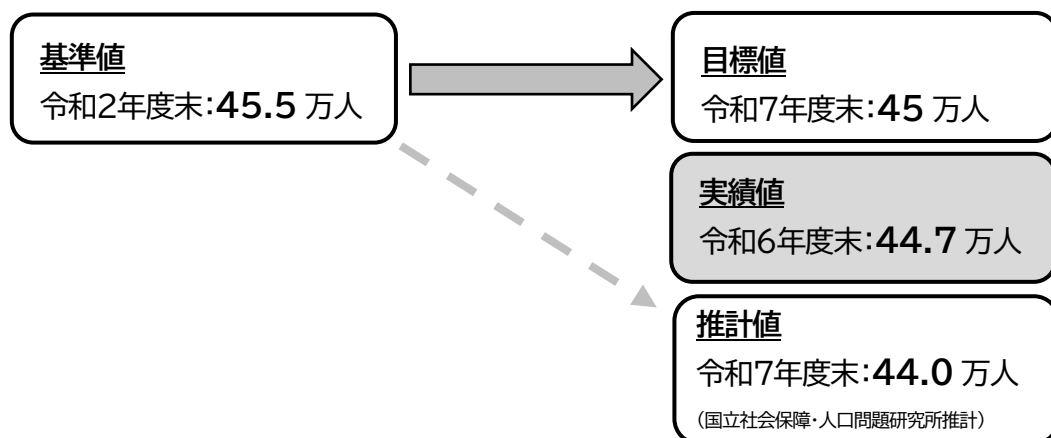 基準値
令和2年度末：45.5 万人
目標値
令和7年度末：45 万人
実績値
令和6年度末：44.7 万人
推計値
令和7年度末：44.0 万人
（国立社会保障・人口問題研究所推計）